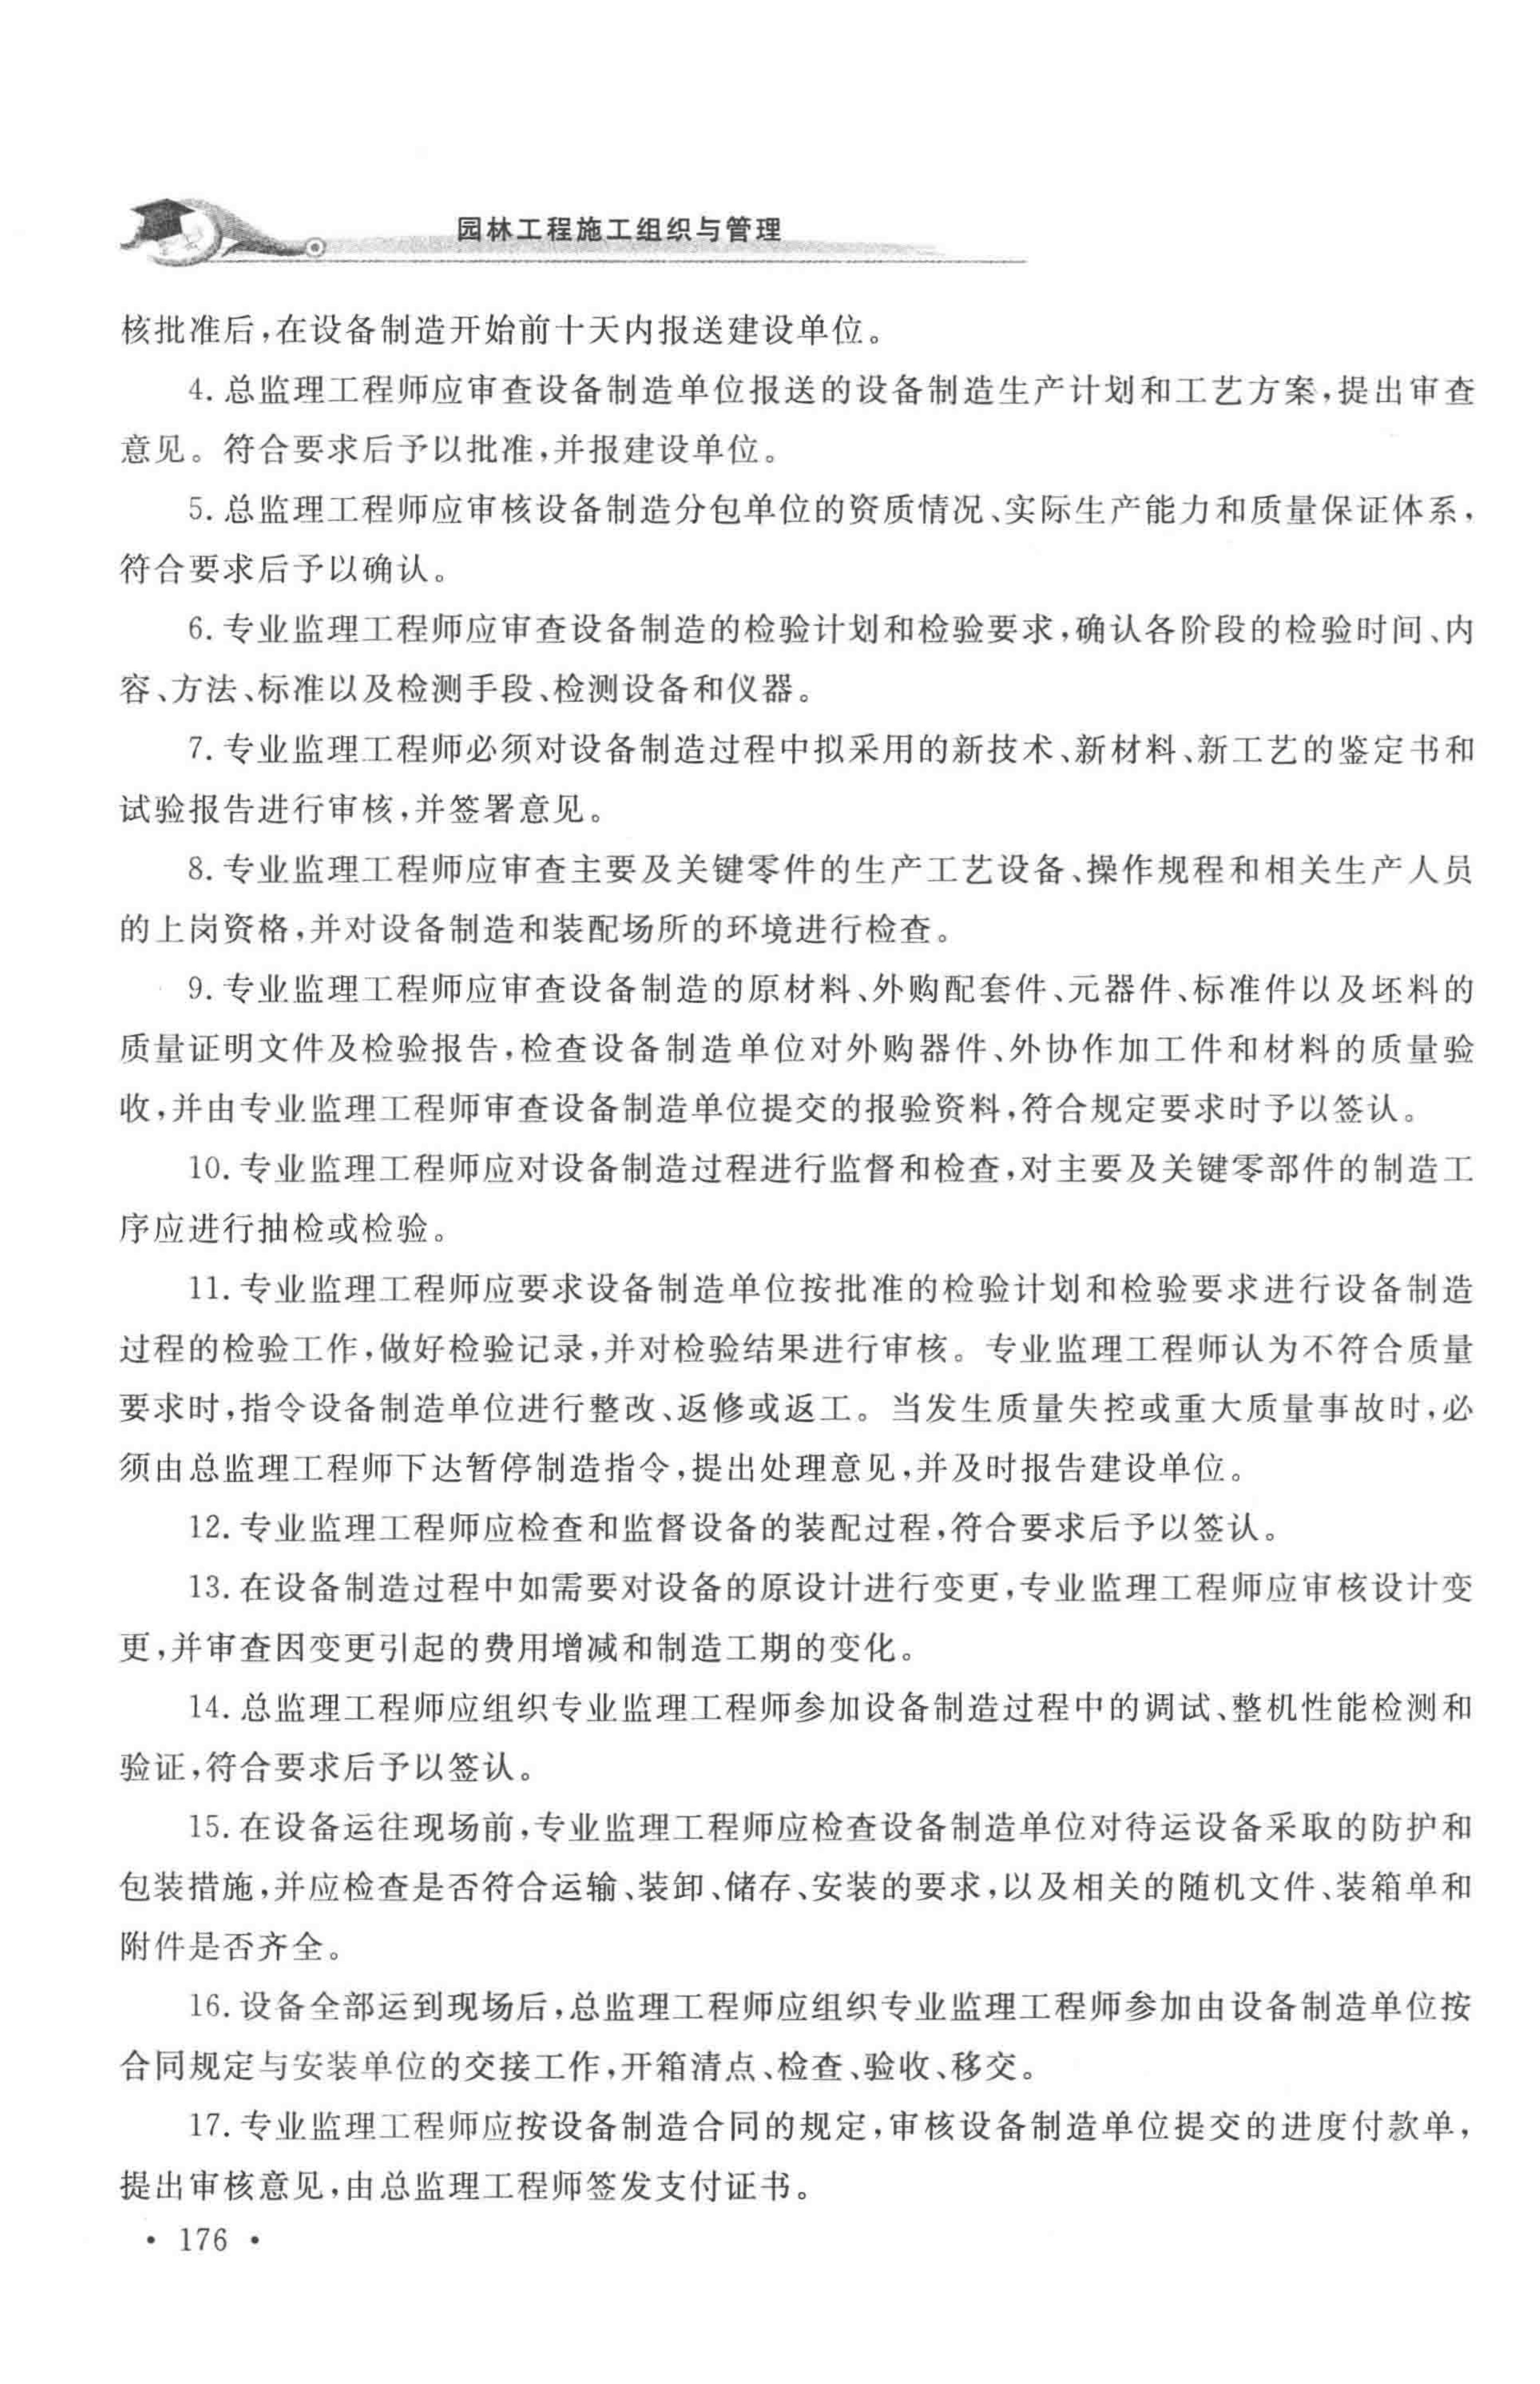 园林工程施工组织与管理
核批准后,在设备制造开始前十天内报送建设单位。
4. 总监理工程师应审查设备制造单位报送的设备制造生产计划和工艺方案,提出审查
意见。符合要求后予以批准,并报建设单位。
5. 总监理工程师应审核设备制造分包单位的资质情况、实际生产能力和质量保证体系,
符合要求后予以确认。
6. 专业监理工程师应审查设备制造的检验计划和检验要求,确认各阶段的检验时间、内
容、方法、标准以及检测手段、检测设备和仪器。
7. 专业监理工程师必须对设备制造过程中拟采用的新技术、新材料、新工艺的鉴定书和
试验报告进行审核,并签署意见。
8. 专业监理工程师应审查主要及关键零件的生产工艺设备、操作规程和相关生产人员
的上岗资格,并对设备制造和装配场所的环境进行检查。
9. 专业监理工程师应审查设备制造的原材料、外购配套件、元器件、标准件以及坯料的
质量证明文件及检验报告,检查设备制造单位对外购器件、外协作加工件和材料的质量验
收,并由专业监理工程师审查设备制造单位提交的报验资料,符合规定要求时予以签认。
10. 专业监理工程师应对设备制造过程进行监督和检查,对主要及关键零部件的制造工
序应进行抽检或检验。
11. 专业监理工程师应要求设备制造单位按批准的检验计划和检验要求进行设备制造
过程的检验工作,做好检验记录,并对检验结果进行审核。专业监理工程师认为不符合质量
要求时,指令设备制造单位进行整改、返修或返工。当发生质量失控或重大质量事故时,必
须由总监理工程师下达暂停制造指令,提出处理意见,并及时报告建设单位。
12. 专业监理工程师应检查和监督设备的装配过程,符合要求后予以签认。
13. 在设备制造过程中如需要对设备的原设计进行变更,专业监理工程师应审核设计变
更,并审查因变更引起的费用增减和制造工期的变化。
14. 总监理工程师应组织专业监理工程师参加设备制造过程中的调试、整机性能检测和
验证,符合要求后予以签认。
15. 在设备运往现场前,专业监理工程师应检查设备制造单位对待运设备采取的防护和
包装措施,并应检查是否符合运输、装卸、储存、安装的要求,以及相关的随机文件、装箱单和
附件是否齐全。
16. 设备全部运到现场后,总监理工程师应组织专业监理工程师参加由设备制造单位按
合同规定与安装单位的交接工作,开箱清点、检查、验收、移交。
17. 专业监理工程师应按设备制造合同的规定,审核设备制造单位提交的进度付款单,
提出审核意见,由总监理工程师签发支付证书。
• 176 •